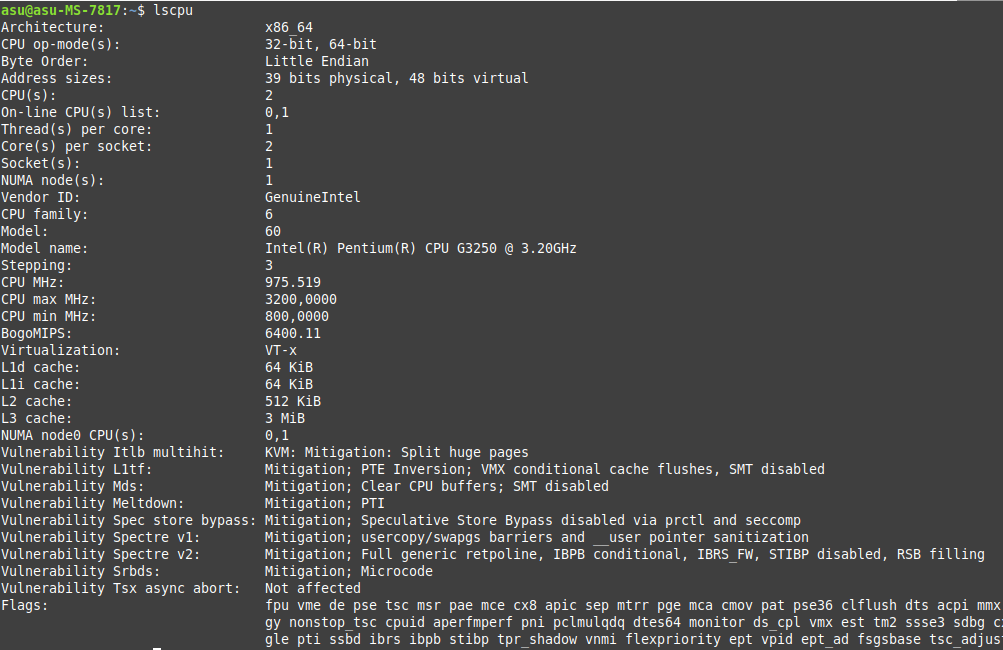 asu@asu-MS-7817:~$ lscpu
Architecture: x86_64
CPU op-mode(s): 32-bit, 64-bit
Byte Order: Little Endian
Address sizes: 39 bits physical, 48 bits virtual
CPU(s): 2
On-line CPU(s) list: 0,1
Thread(s) per core: 1
Core(s) per socket: 2
Socket(s): 1
NUMA node(s): 1
Vendor ID: GenuineIntel
CPU family: 6
Model: 60
Model name: Intel(R) Pentium(R) CPU G3250 @ 3.20GHz
Stepping: 3
CPU MHz: 975.519
CPU max MHz: 3200,0000
CPU min MHz: 800,0000
BogoMIPS: 6400.11
Virtualization: VT-x
L1d cache: 64 KiB
L1i cache: 64 KiB
L2 cache: 512 KiB
L3 cache: 3 MiB
NUMA node0 CPU(s): 0,1
Vulnerability Itlb multihit: KVM: Mitigation: Split huge pages
Vulnerability L1tf: Mitigation; PTE Inversion; VMX conditional cache flushes, SMT disabled
Vulnerability Mds: Mitigation; Clear CPU buffers; SMT disabled
Vulnerability Meltdown: Mitigation; PTI
Vulnerability Spec store bypass: Mitigation; Speculative Store Bypass disabled via prctl and seccomp
Vulnerability Spectre v1: Mitigation; usercopy/swapgs barriers and __user pointer sanitization
Vulnerability Spectre v2: Mitigation; Full generic retpoline, IBPB conditional, IBRS_FW, STIBP disabled, RSB filling
Vulnerability Srbds: Mitigation; Microcode
Vulnerability Tsx async abort: Not affected
Flags: fpu vme de pse tsc msr pae mce cx8 apic sep mtrr pge mca cmov pat pse36 clflush dts acpi mmx
gy nonstop_tsc cpuid aperfmperf pni pclmulqdq dtes64 monitor ds_cpl vmx est tm2 ssse3 sdbg
gle pti ssbd ibrs ibpb stibp tpr_shadow vnmi flexpriority ept vpid ept_ad fsgsbase tsc_adjus